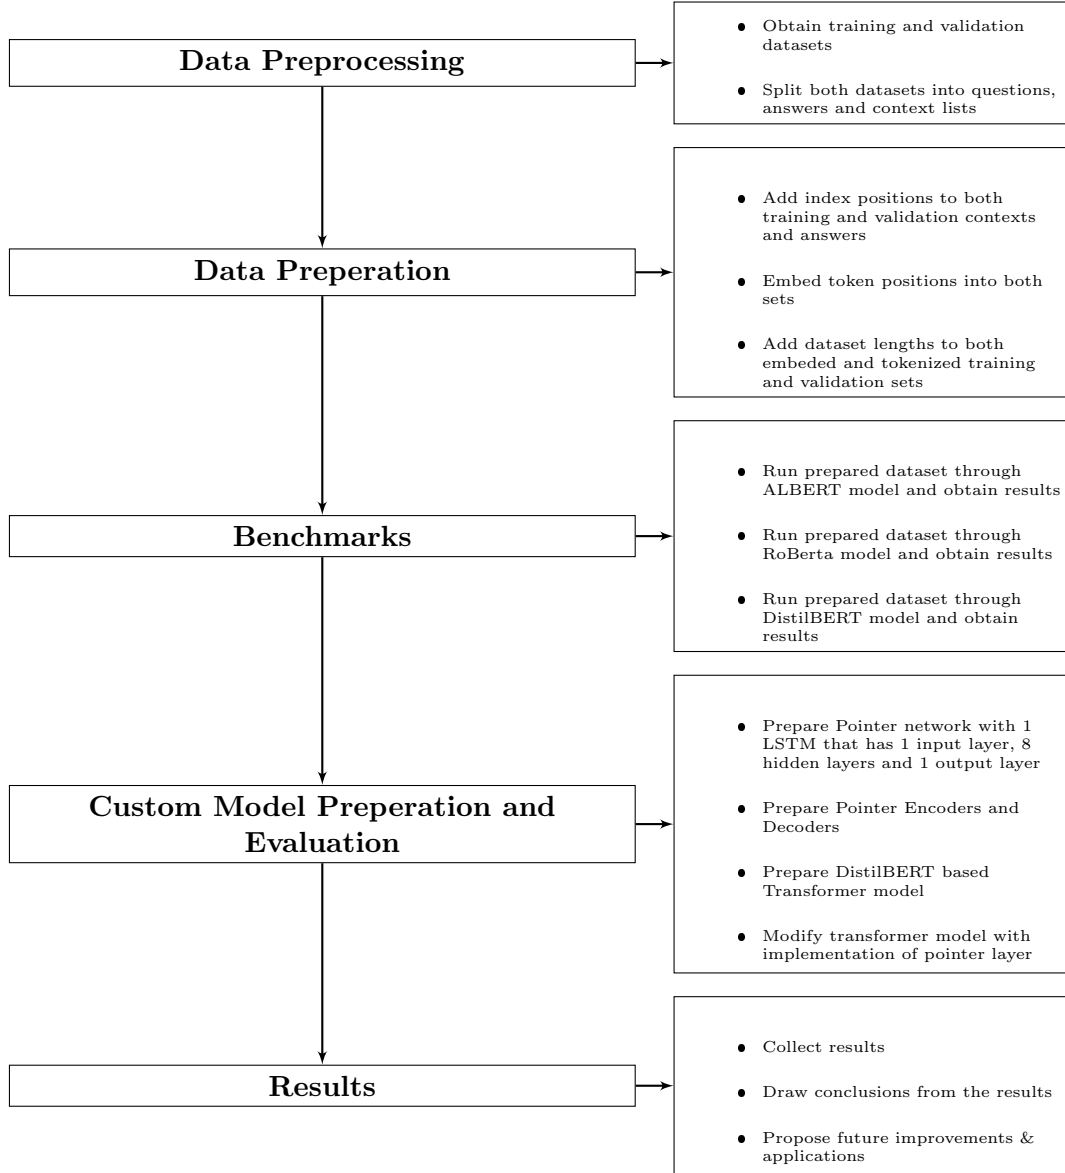 Data Preprocessing
• Obtain training and validation
datasets
• Split both datasets into questions,
answers and context lists
Data Preperation
• Add index positions to both
training and validation contexts
and answers
• Embed token positions into both
sets
• Add dataset lengths to both
embeded and tokenized training
and validation sets
Benchmarks
• Run prepared dataset through
ALBERT model and obtain results
• Run prepared dataset through
RoBerta model and obtain results
• Run prepared dataset through
DistilBERT model and obtain
results
Custom Model Preperation and
Evaluation
• Prepare Pointer network with 1
LSTM that has 1 input layer, 8
hidden layers and 1 output layer
• Prepare Pointer Encoders and
Decoders
• Prepare DistilBERT based
Transformer model
• Modify transformer model with
implementation of pointer layer
Results
• Collect results
• Draw conclusions from the results
• Propose future improvements &
applications